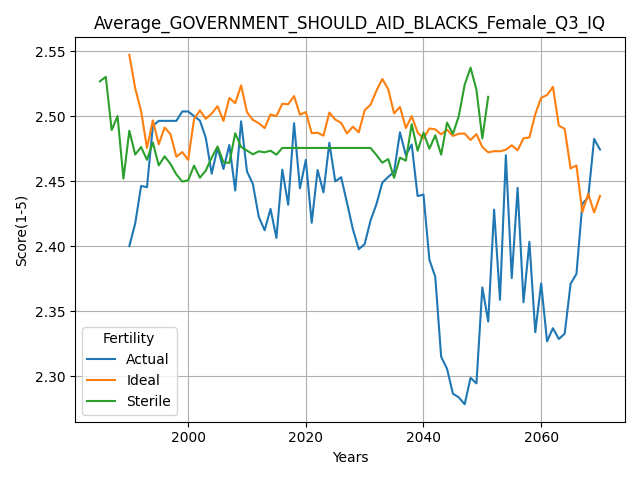 Average_GOVERNMENT_SHOULD_AID_BLACKS_Female_Q3_IQ
2.55
2.50
2.45
2.40
2.35
2.30
Score(1-5)
Fertility
Actual
Ideal
Sterile
2000
2020
2040
2060
Years